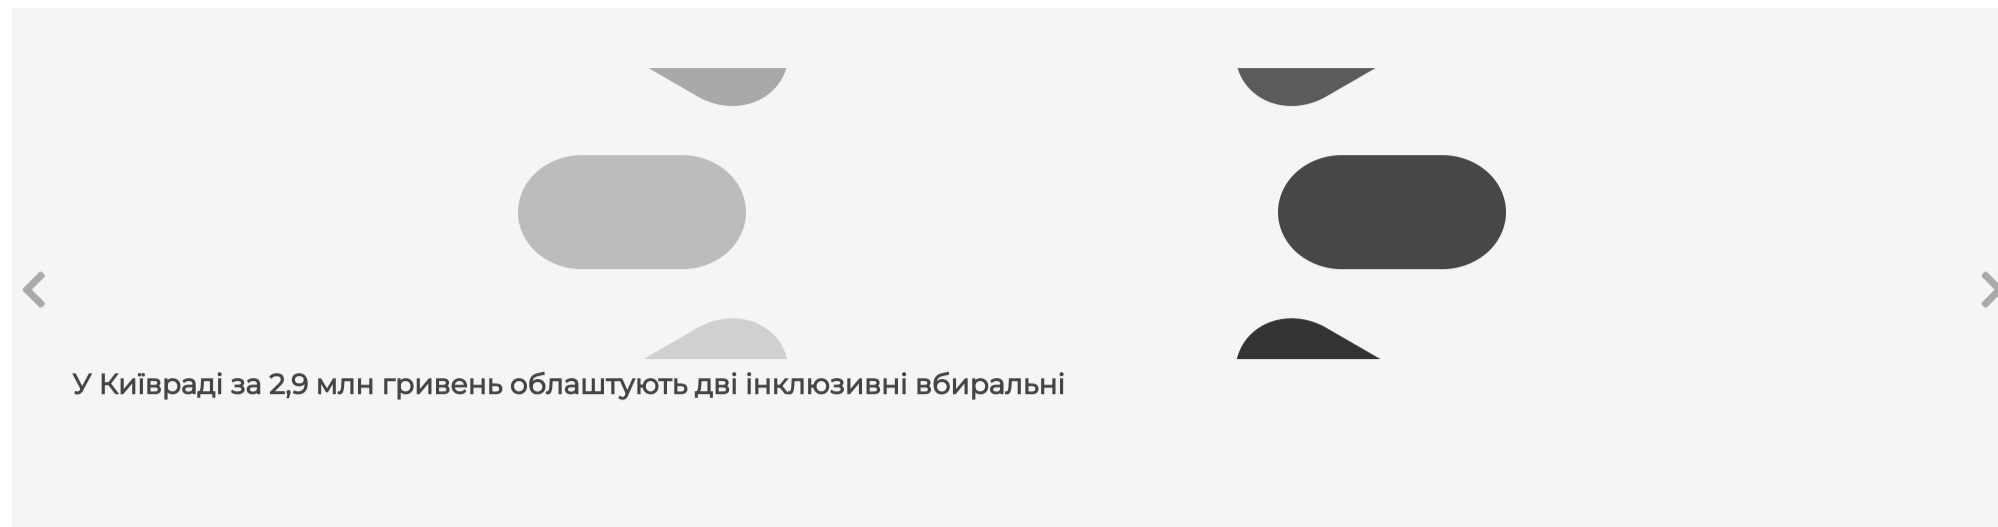 У Київраді за 2,9 млн гривень облаштують дві інклюзивні вбиральні